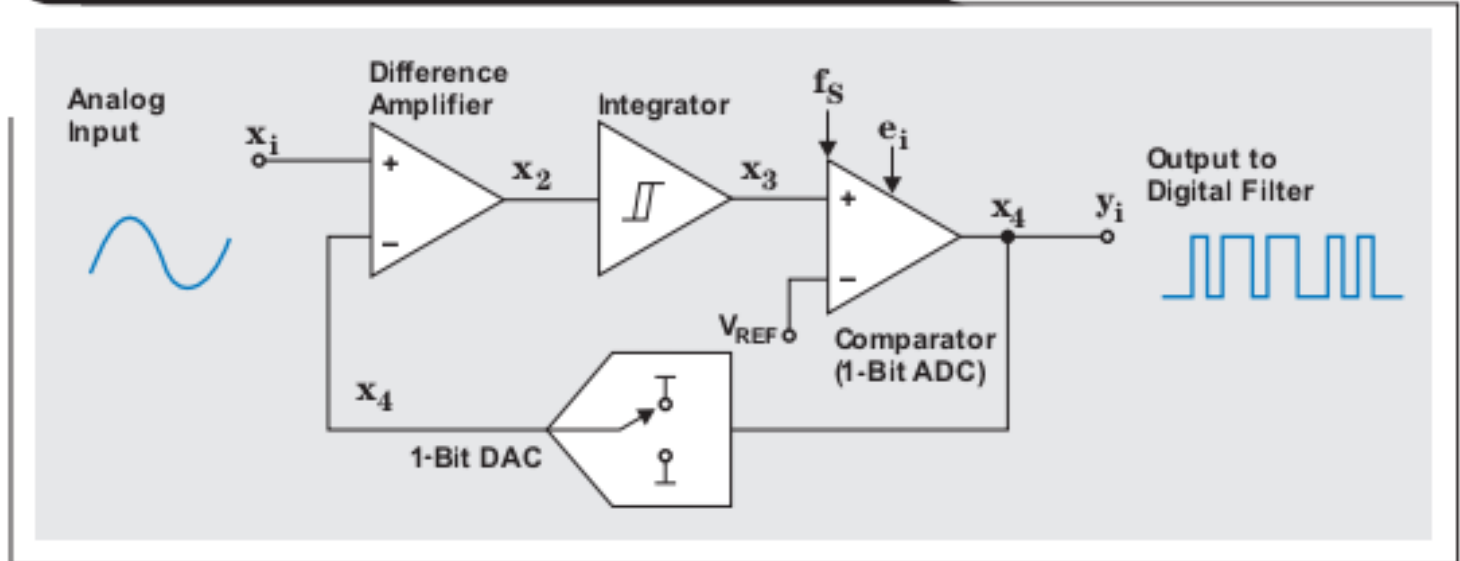 Analog
Input
x_i
Difference
Amplifier
+
−
x_2
Integrator
x_3
f_S
e_i
+
−
V_REF
Comparator
(1-Bit ADC)
x_4
y_i
Output to
Digital Filter
x_4
1-Bit DAC